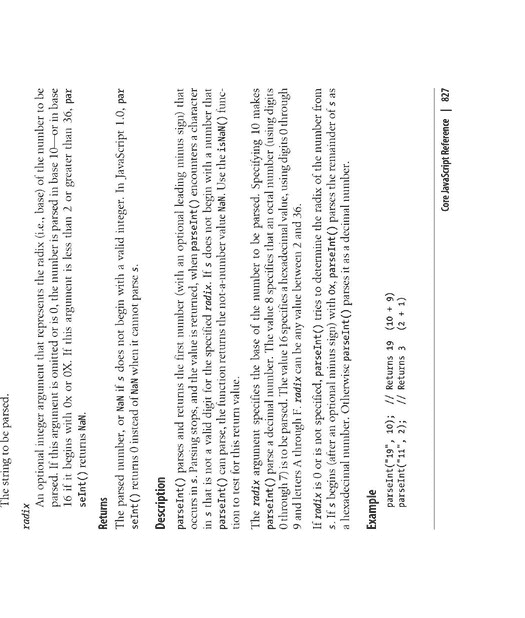 The string to be parsed.
radix
An optional integer argument that represents the radix (i.e., base) of the number to be
parsed. If this argument is omitted or is 0, the number is parsed in base 10—or in base
16 if it begins with 0x or 0X. If this argument is less than 2 or greater than 36, par
seInt() returns NaN.
Returns
The parsed number, or NaN if s does not begin with a valid integer. In JavaScript 1.0, par
seInt() returns 0 instead of NaN when it cannot parse s.
Description
parseInt() parses and returns the first number (with an optional leading minus sign) that
occurs in s. Parsing stops, and the value is returned, when parseInt() encounters a character
in s that is not a valid digit for the specified radix. If s does not begin with a number that
parseInt() can parse, the function returns the not-a-number value NaN. Use the isNaN() func-
tion to test for this return value.
The radix argument specifies the base of the number to be parsed. Specifying 10 makes
parseInt() parse a decimal number. The value 8 specifies that an octal number (using digits
0 through 7) is to be parsed. The value 16 specifies a hexadecimal value, using digits 0 through
9 and letters A through F. radix can be any value between 2 and 36.
If radix is 0 or is not specified, parseInt() tries to determine the radix of the number from
s. If s begins (after an optional minus sign) with 0x, parseInt() parses the remainder of s as
a hexadecimal number. Otherwise parseInt() parses it as a decimal number.
Example
parseInt("19", 10); // Returns 19 (10 + 9)
parseInt("11", 2); // Returns 3 (2 + 1)
Core JavaScript Reference | 827